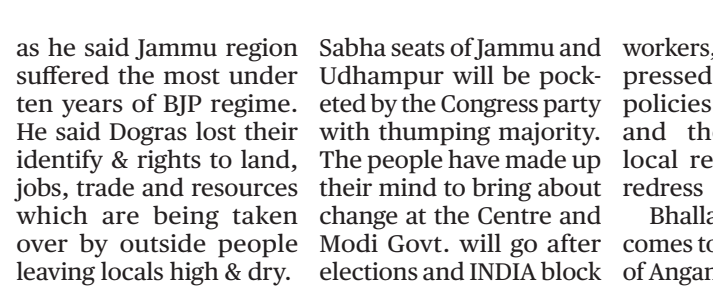 as he said Jammu region
suffered the most under
ten years of BJP regime.
He said Dogras lost their
identify & rights to land,
jobs, trade and resources
which are being taken
over by outside people
leaving locals high & dry.
Sabha seats of Jammu and
Udhampur will be pock-
eted by the Congress party
with thumping majority.
The people have made up
their mind to bring about
change at the Centre and
Modi Govt. will go after
elections and INDIA block
workers,
pressed
policies
and
local
redress
Bhalla
comes
of